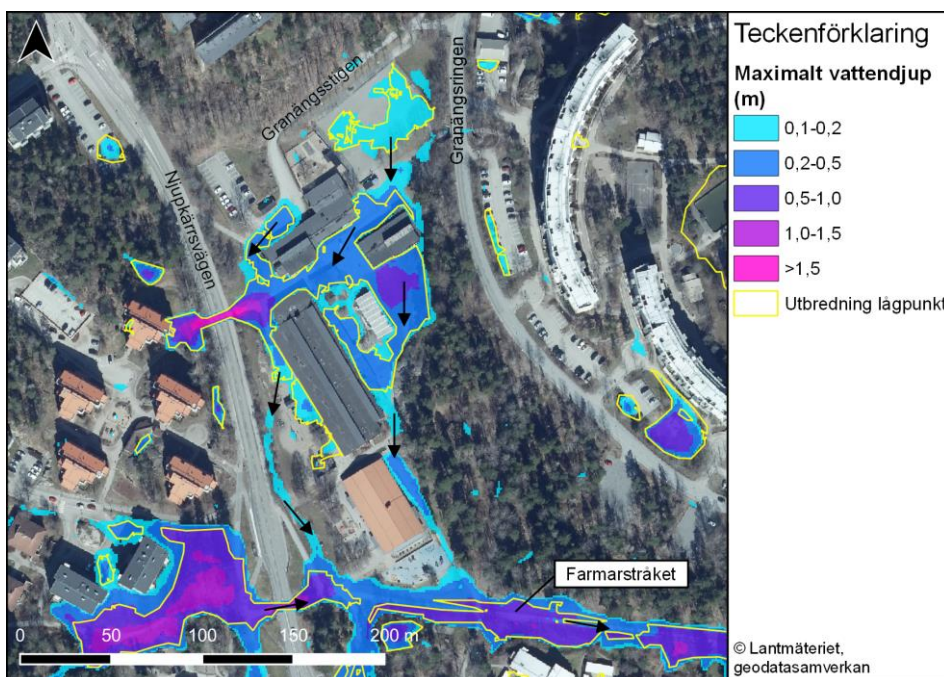 Granängsstigen
Granängsringen
Njupkärrsvägen
Farmarstråket
0 50 100 150 200 m
Teckenförklaring
Maximalt vattendjup
(m)
0,1-0,2
0,2-0,5
0,5-1,0
1,0-1,5
>1,5
Utbredning lågpunkt
© Lantmäteriet,
geodatasamverkan